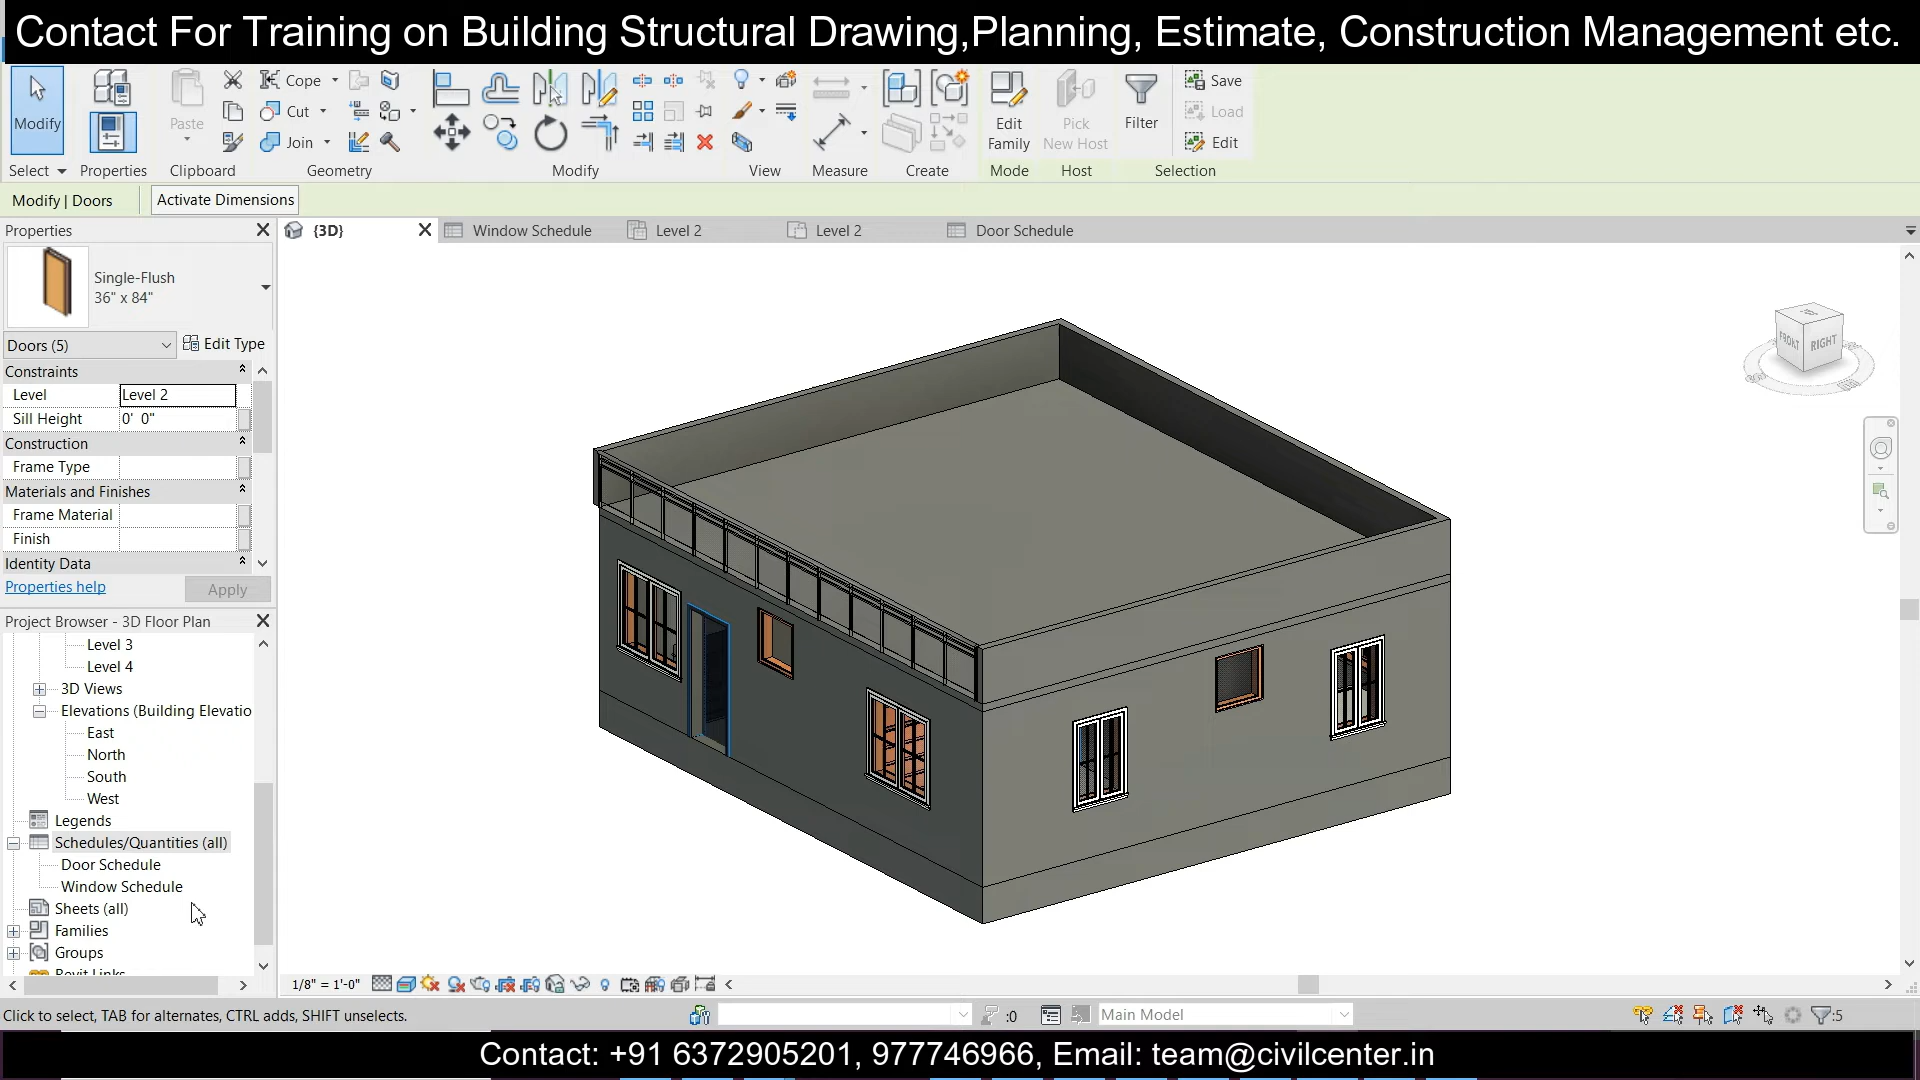 Contact For Training on Building Structural Drawing,Planning, Estimate, Construction Management etc.
Modify
Paste
Cope
Cut
Join
Edit Family
Pick New Host
Filter
Save
Load
Edit
Select
Properties
Clipboard
Geometry
Modify
View
Measure
Create
Mode
Host
Selection
Modify | Doors
Activate Dimensions
Properties
{3D}
Window Schedule
Level 2
Level 2
Door Schedule
Single-Flush
36" x 84"
Doors (5)
Edit Type
Constraints
Level
Level 2
Sill Height
0' 0"
Construction
Frame Type
Materials and Finishes
Frame Material
Finish
Identity Data
Properties help
Apply
TOP
FRONT
RIGHT
Project Browser - 3D Floor Plan
Level 3
Level 4
3D Views
Elevations (Building Elevatio
East
North
South
West
Legends
Schedules/Quantities (all)
Door Schedule
Window Schedule
Sheets (all)
Families
Groups
Revit Links
1/8" = 1'-0"
Click to select, TAB for alternates, CTRL adds, SHIFT unselects.
:0
Main Model
:5
Contact: +91 6372905201, 977746966, Email: team@civilcenter.in